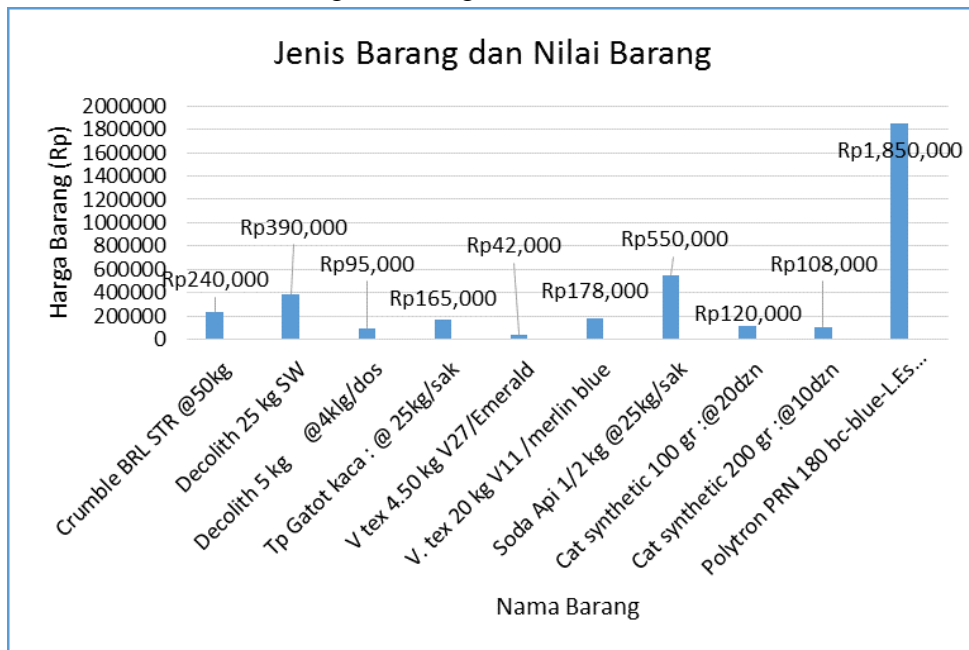 Jenis Barang dan Nilai Barang
Harga Barang (Rp)
2000000
1800000
1600000
1400000
1200000
1000000
800000
600000
400000
200000
0
Rp240,000
Rp390,000
Rp95,000
Rp165,000
Rp42,000
Rp178,000
Rp550,000
Rp120,000
Rp108,000
Rp1,850,000
Crumble BRL STR @50kg
Decolith 25 kg SW
Decolith 5 kg @4klg/dos
Tp Gatot kaca : @ 25kg/sak
V tex 4.50 kg V27/Emerald
V. tex 20 kg V11 /merlin blue
Soda Api 1/2 kg @25kg/sak
Cat synthetic 100 gr :@20dzn
Cat synthetic 200 gr :@10dzn
Polytron PRN 180 bc-blue-L.Es...
Nama Barang